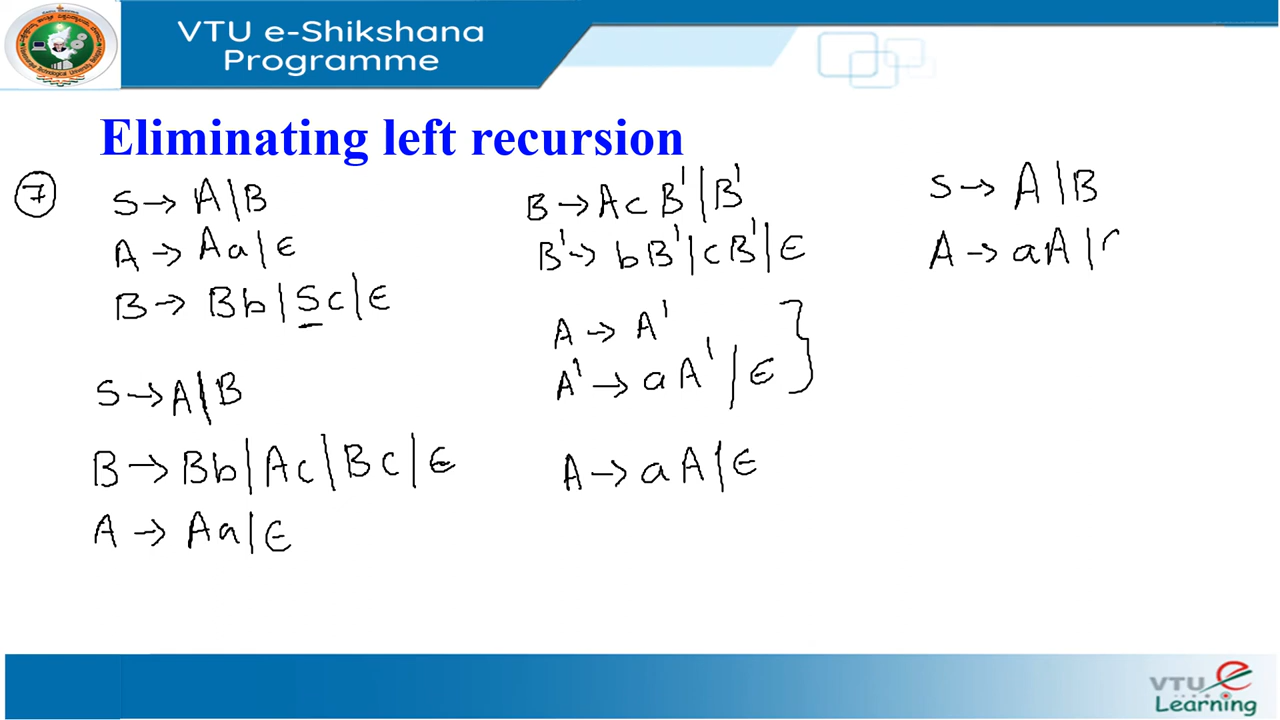 VTU e-Shikshana
Programme
Eliminating left recursion
7
S → A | B
A → Aa | ϵ
B → Bb | Sc | ϵ
S → A | B
B → Bb | Ac | Bc | ϵ
A → Aa | ϵ
B → AcB' | B'
B' → bB' | cB' | ϵ
A → A'
A' → aA' | ϵ
A → aA | ϵ
S → A | B
A → aA |
VTU e
Learning